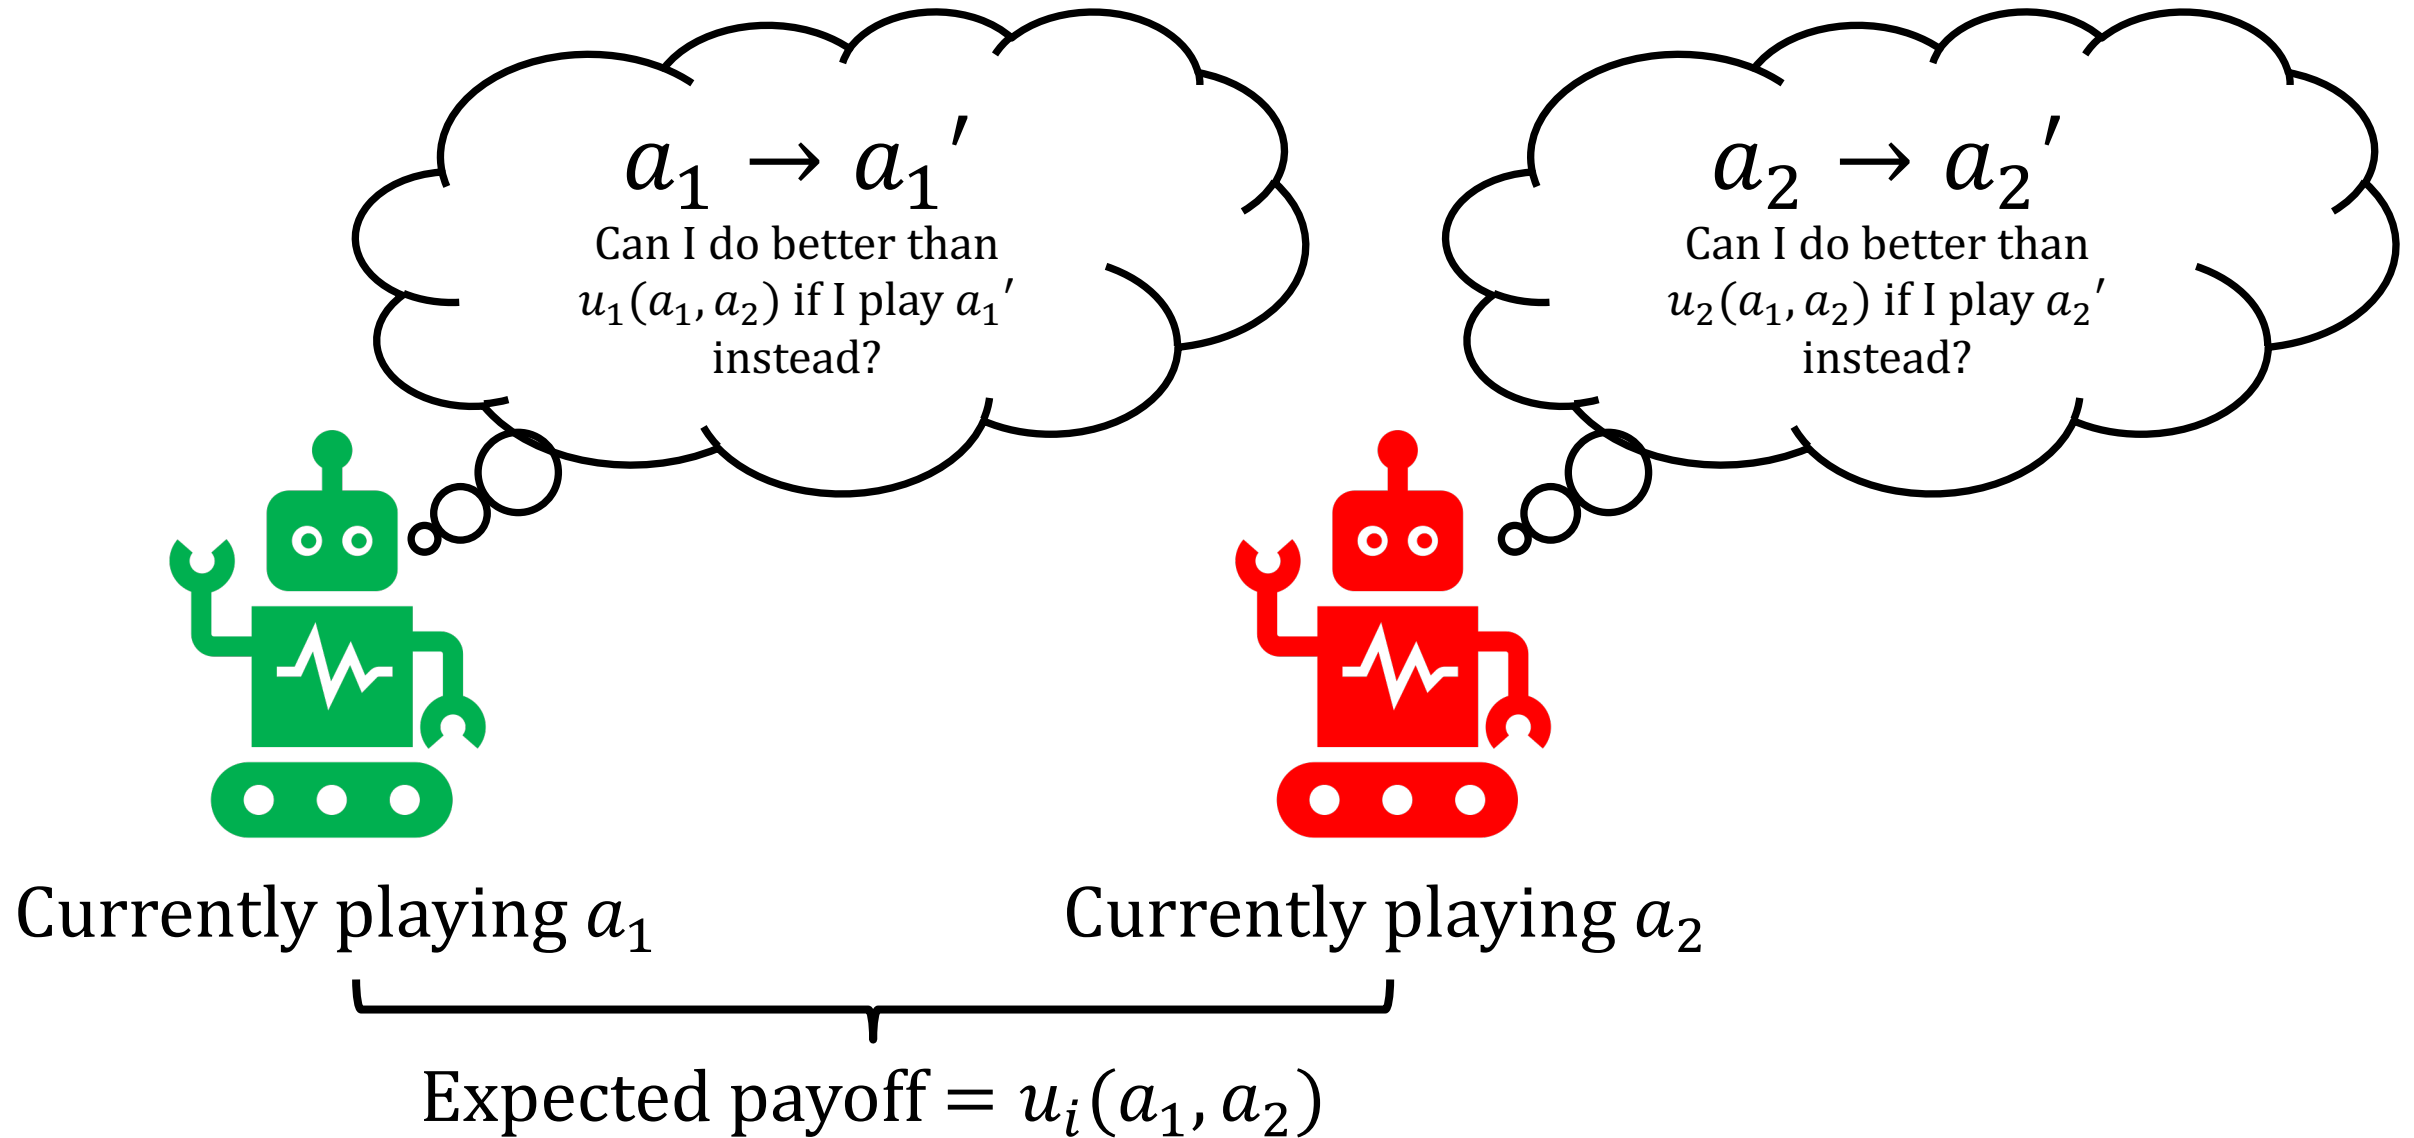 a₁ → a₁′
Can I do better than
u₁(a₁, a₂) if I play a₁′
instead?
a₂ → a₂′
Can I do better than
u₂(a₁, a₂) if I play a₂′
instead?
Currently playing a₁
Currently playing a₂
Expected payoff = uᵢ(a₁, a₂)